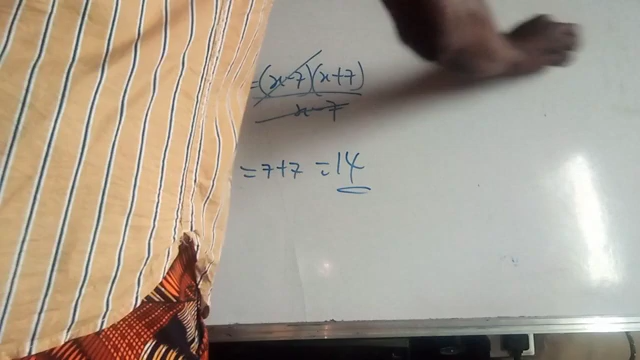 = (x-7)(x+7)
x-7
= 7+7 = 14